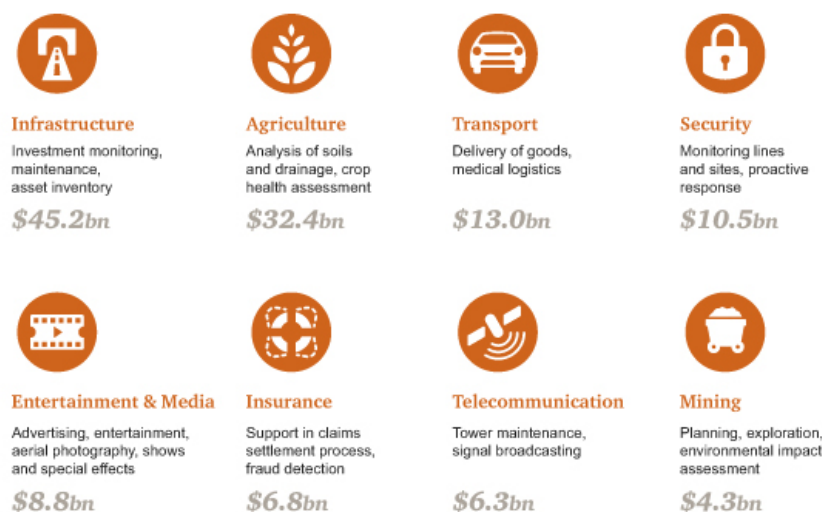 Infrastructure
Investment monitoring,
maintenance,
asset inventory
$45.2bn
Agriculture
Analysis of soils
and drainage, crop
health assessment
$32.4bn
Transport
Delivery of goods,
medical logistics
$13.0bn
Security
Monitoring lines
and sites, proactive
response
$10.5bn
Entertainment & Media
Advertising, entertainment,
aerial photography, shows
and special effects
$8.8bn
Insurance
Support in claims
settlement process,
fraud detection
$6.8bn
Telecommunication
Tower maintenance,
signal broadcasting
$6.3bn
Mining
Planning, exploration,
environmental impact
assessment
$4.3bn